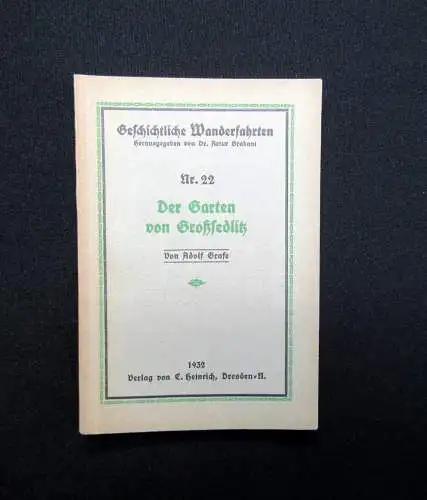 Geschichtliche Wanderfahrten
Herausgegeben von Dr. Artur Brabant
Nr. 22
Der Garten
von Großsedlitz
Von Adolf Grafe
1932
Verlag von C. Heinrich, Dresden-N.